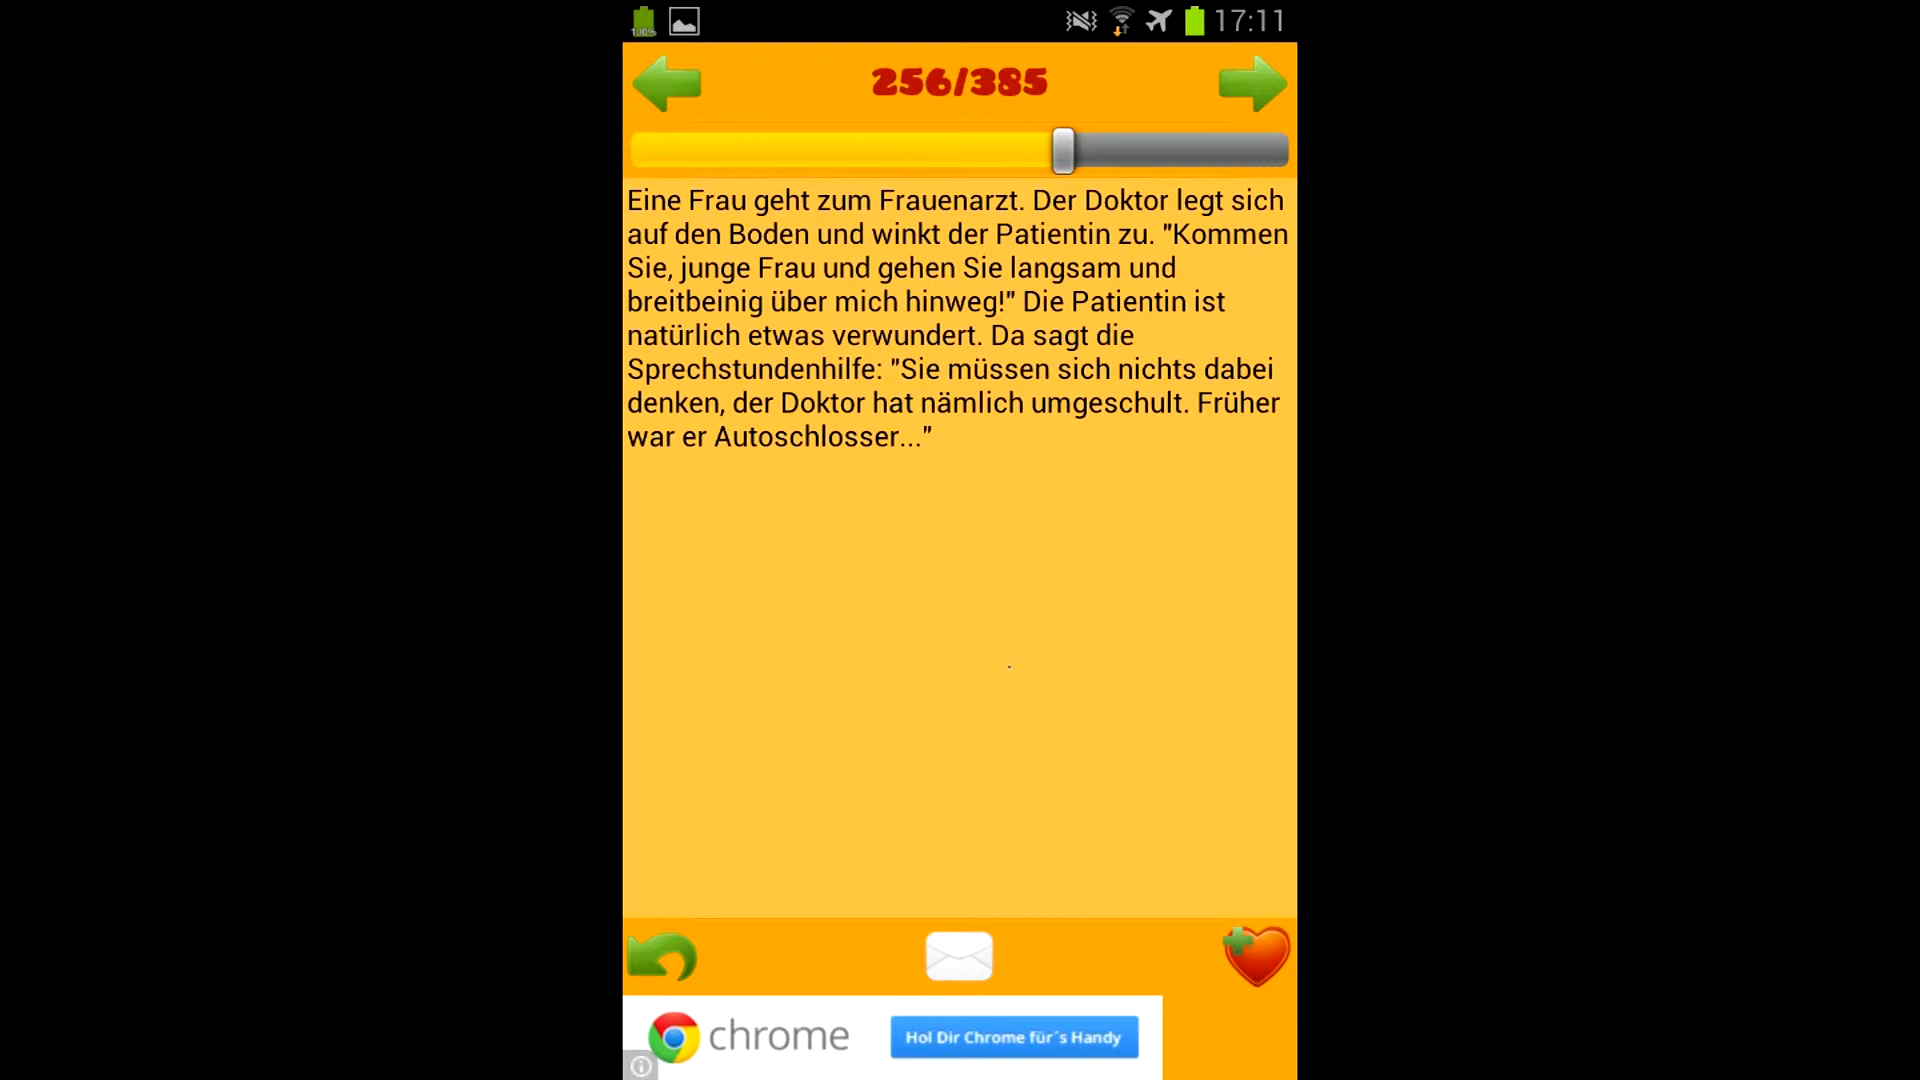 100%
17:11
256/385
Eine Frau geht zum Frauenarzt. Der Doktor legt sich
auf den Boden und winkt der Patientin zu. "Kommen
Sie, junge Frau und gehen Sie langsam und
breitbeinig über mich hinweg!" Die Patientin ist
natürlich etwas verwundert. Da sagt die
Sprechstundenhilfe: "Sie müssen sich nichts dabei
denken, der Doktor hat nämlich umgeschult. Früher
war er Autoschlosser..."
chrome
Hol Dir Chrome für´s Handy